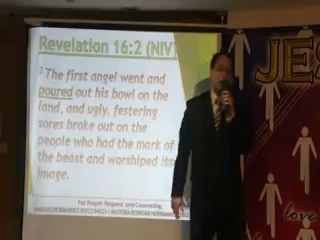 Revelation 16:2 (NIV)
2 The first angel went and
poured out his bowl on the
land, and ugly, festering
sores broke out on the
people who had the mark of
the beast and worshiped its
image.
For Prayer Request and Counseling
JES
love